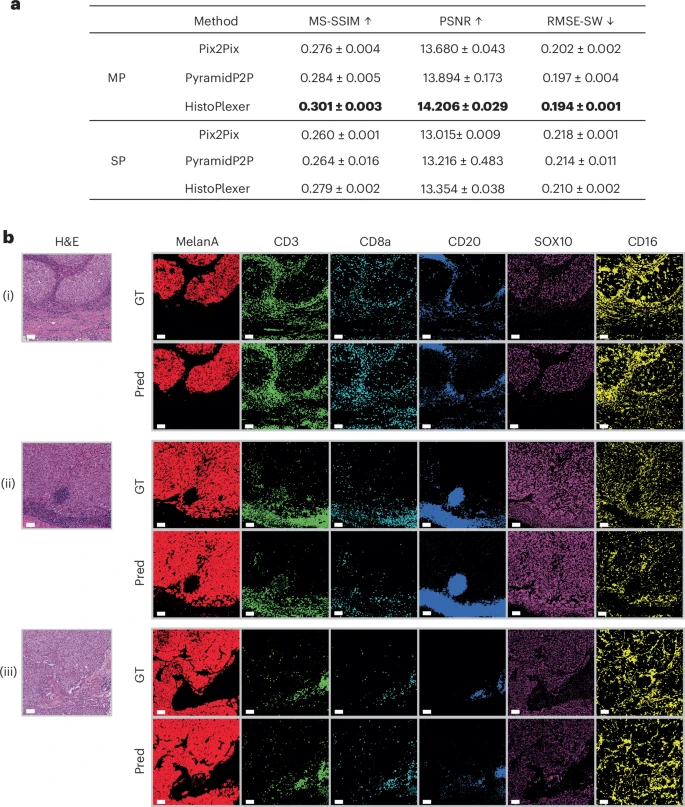 a
Method MS-SSIM ↑ PSNR ↑ RMSE-SW ↓
Pix2Pix 0.276 ± 0.004 13.680 ± 0.043 0.202 ± 0.002
MP PyramidP2P 0.284 ± 0.005 13.894 ± 0.173 0.197 ± 0.004
HistoPlexer 0.301 ± 0.003 14.206 ± 0.029 0.194 ± 0.001
Pix2Pix 0.260 ± 0.001 13.015± 0.009 0.218 ± 0.001
SP PyramidP2P 0.264 ± 0.016 13.216 ± 0.483 0.214 ± 0.011
HistoPlexer 0.279 ± 0.002 13.354 ± 0.038 0.210 ± 0.002
b
H&E MelanA CD3 CD8a CD20 SOX10 CD16
(i) GT
Pred
(ii) GT
Pred
(iii) GT
Pred